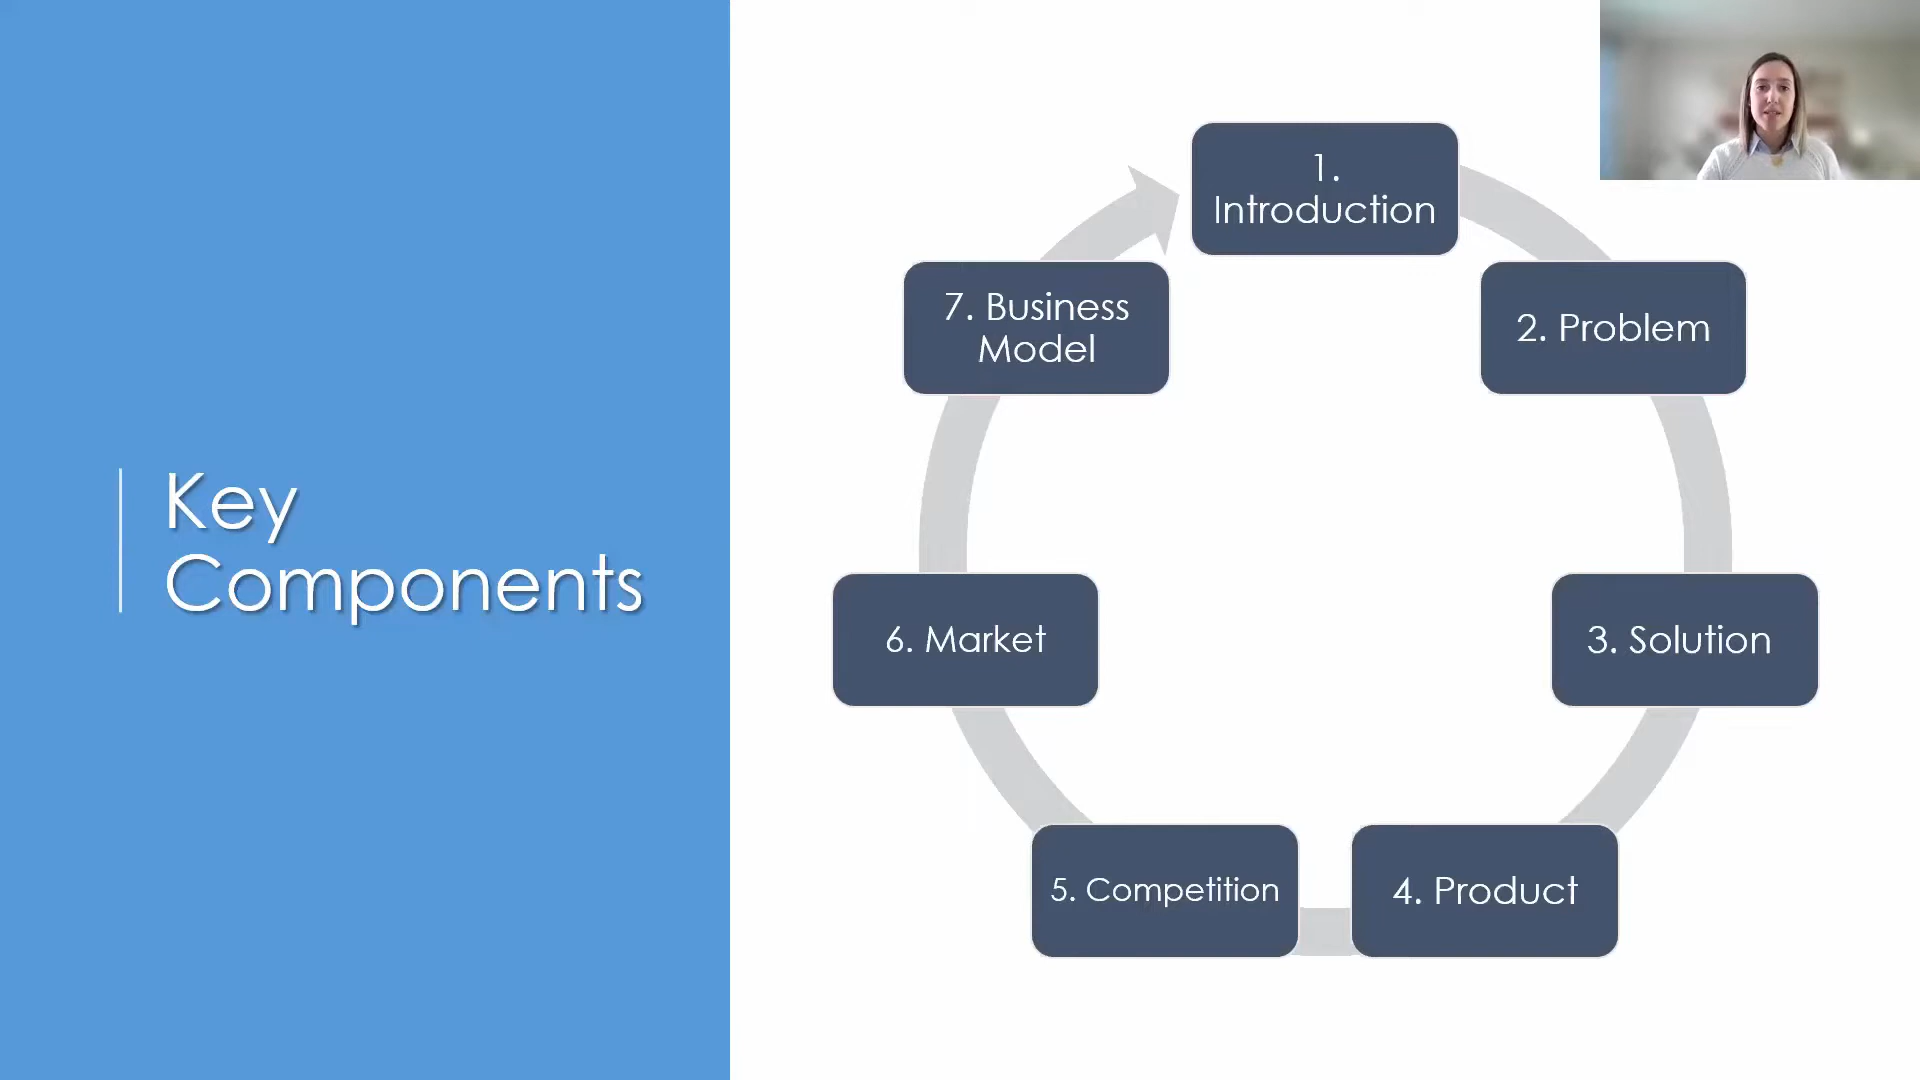 Key
Components
1.
Introduction
2. Problem
3. Solution
4. Product
5. Competition
6. Market
7. Business
Model